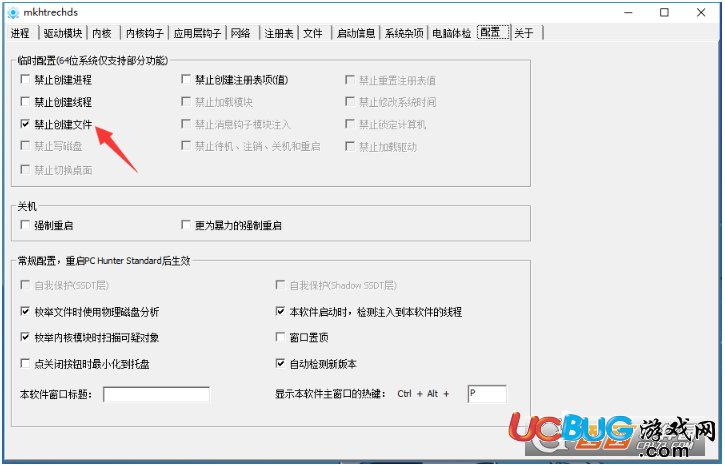 mkhtrechds
进程 驱动模块 内核 内核钩子 应用层钩子 网络 注册表 文件 启动信息 系统杂项 电脑体检 配置 关于
临时配置(64位系统仅支持部分功能)
禁止创建进程 禁止创建注册表项(值) 禁止重置注册表值
禁止创建线程 禁止加载模块 禁止修改系统时间
禁止创建文件 禁止消息钩子模块注入 禁止锁定计算机
禁止写磁盘 禁止待机、注销、关机和重启 禁止加载驱动
禁止切换桌面
关机
强制重启 更为暴力的强制重启
常规配置，重启PC Hunter Standard后生效
自我保护(SSDT层) 自我保护(Shadow SSDT层)
枚举文件时使用物理磁盘分析 本软件启动时，检测注入到本软件的线程
枚举内核模块时扫描可疑对象 窗口置顶
点关闭按钮时最小化到托盘 自动检测新版本
本软件窗口标题： 显示本软件主窗口的热键： Ctrl + Alt + P
UCBUG游戏网
.com